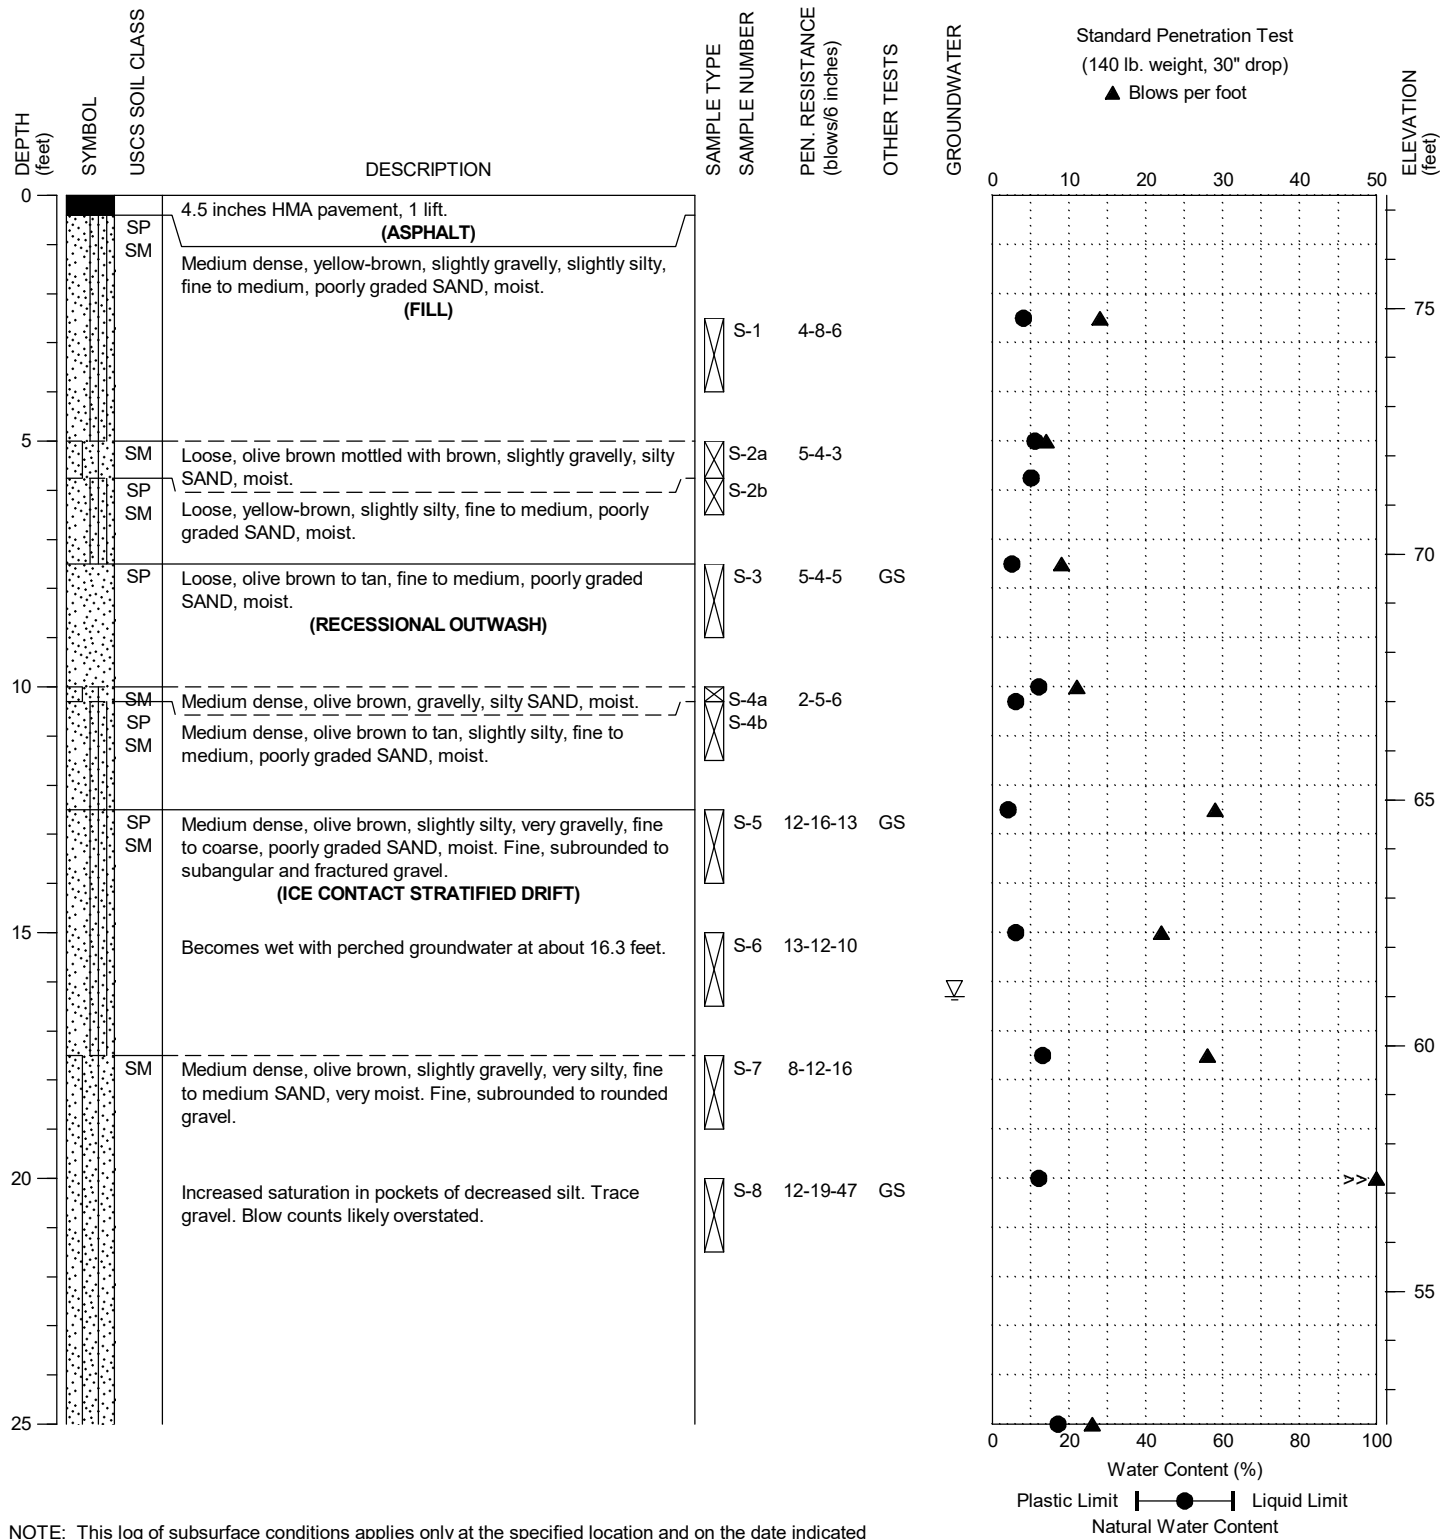 DEPTH
(feet)
SYMBOL
USCS SOIL CLASS
DESCRIPTION
SAMPLE TYPE
SAMPLE NUMBER
PEN. RESISTANCE
(blows/6 inches)
OTHER TESTS
GROUNDWATER
Standard Penetration Test
(140 lb. weight, 30" drop)
▲ Blows per foot
ELEVATION
(feet)
0 10 20 30 40 50
0
4.5 inches HMA pavement, 1 lift.
(ASPHALT)
SP
SM
Medium dense, yellow-brown, slightly gravelly, slightly silty,
fine to medium, poorly graded SAND, moist.
(FILL)
S-1 4-8-6
75
5
SM
Loose, olive brown mottled with brown, slightly gravelly, silty
SAND, moist.
S-2a 5-4-3
SP
SM
S-2b
Loose, yellow-brown, slightly silty, fine to medium, poorly
graded SAND, moist.
70
SP
Loose, olive brown to tan, fine to medium, poorly graded
SAND, moist.
(RECESSIONAL OUTWASH)
S-3 5-4-5 GS
10
SM
Medium dense, olive brown, gravelly, silty SAND, moist.
S-4a 2-5-6
SP
SM
S-4b
Medium dense, olive brown to tan, slightly silty, fine to
medium, poorly graded SAND, moist.
65
SP
SM
Medium dense, olive brown, slightly silty, very gravelly, fine
to coarse, poorly graded SAND, moist. Fine, subrounded to
subangular and fractured gravel.
(ICE CONTACT STRATIFIED DRIFT)
S-5 12-16-13 GS
15
Becomes wet with perched groundwater at about 16.3 feet.
S-6 13-12-10
60
SM
Medium dense, olive brown, slightly gravelly, very silty, fine
to medium SAND, very moist. Fine, subrounded to rounded
gravel.
S-7 8-12-16
20
Increased saturation in pockets of decreased silt. Trace
gravel. Blow counts likely overstated.
S-8 12-19-47 GS
>>
55
25
0 20 40 60 80 100
Water Content (%)
Plastic Limit Liquid Limit
Natural Water Content
NOTE: This log of subsurface conditions applies only at the specified location and on the date indicated